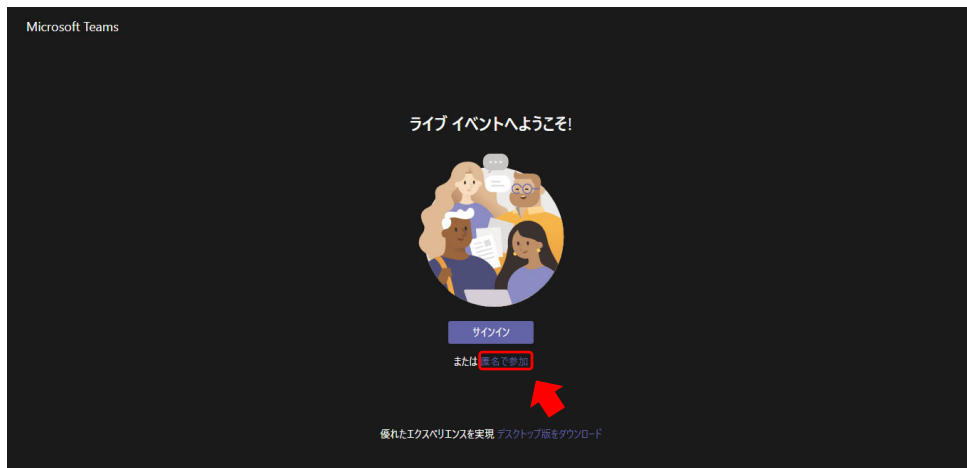 Microsoft Teams
ライブ イベントへようこそ!
サインイン
または 匿名で参加
優れたエクスペリエンスを実現 デスクトップ版をダウンロード